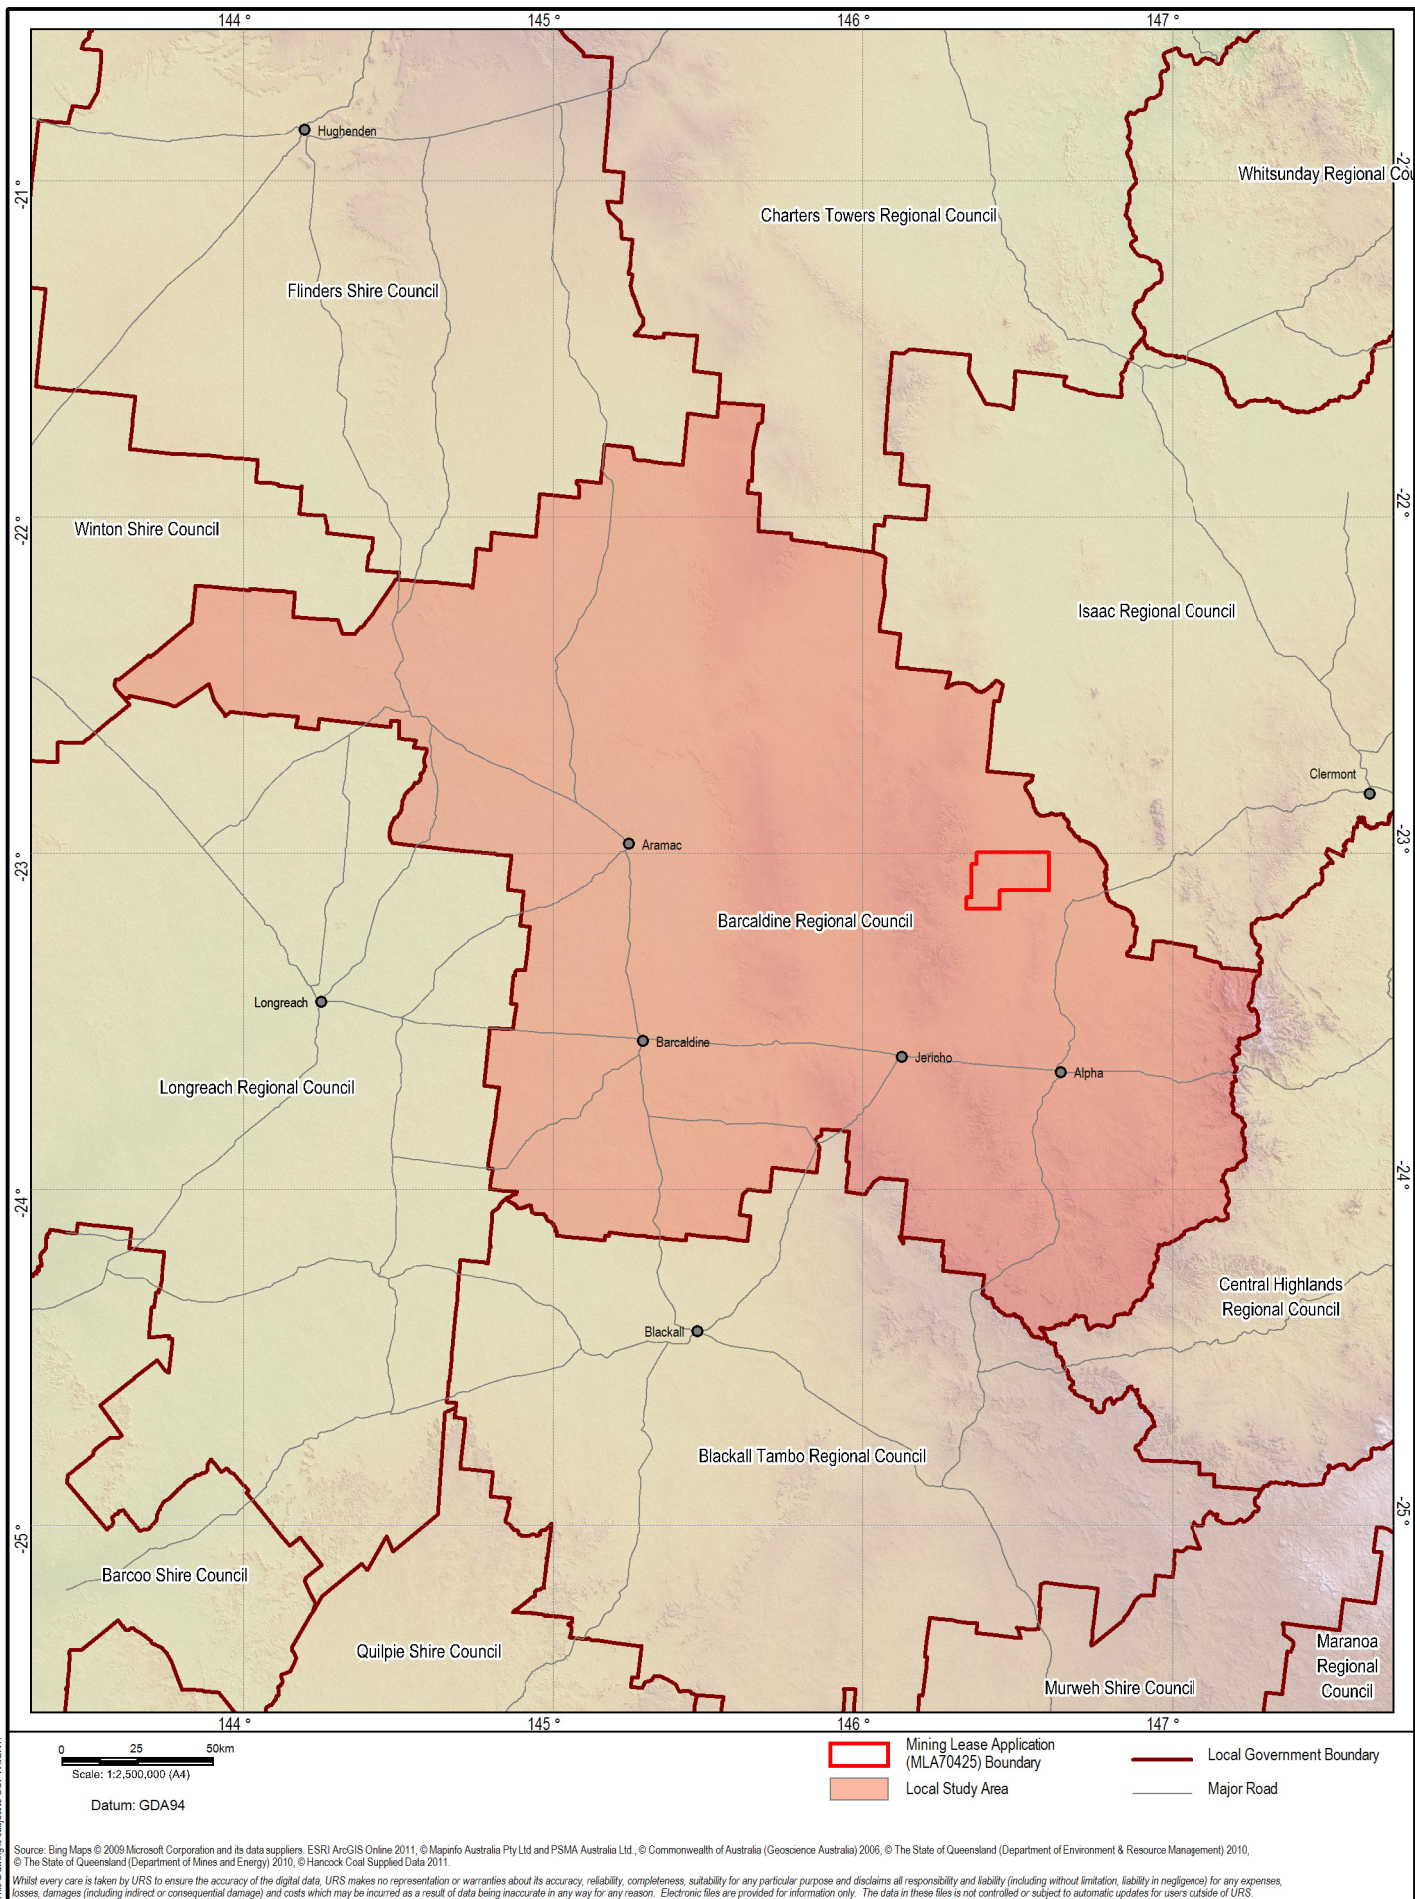 144 °
145 °
146 °
147 °
Hughenden
-21°
Whitsunday Regional Cou
Charters Towers Regional Council
Flinders Shire Council
-22°
-22°
Winton Shire Council
Isaac Regional Council
Clermont
-23°
-23°
Aramac
Barcaldine Regional Council
Longreach
Barcaldine
Jericho
Alpha
Longreach Regional Council
-24°
-24°
Central Highlands
Regional Council
Blackall
Blackall Tambo Regional Council
-25°
-25°
Barcoo Shire Council
Quilpie Shire Council
Maranoa
Regional
Council
Murweh Shire Council
144 °
145 °
146 °
147 °
0 25 50km
Scale: 1:2,500,000 (A4)
Datum: GDA94
Mining Lease Application
(MLA70425) Boundary
Local Study Area
Local Government Boundary
Major Road
Source: Bing Maps © 2009 Microsoft Corporation and its data suppliers. ESRI ArcGIS Online 2011, © Mapinfo Australia Pty Ltd and PSMA Australia Ltd., © Commonwealth of Australia (Geoscience Australia) 2006, © The State of Queensland (Department of Environment & Resource Management) 2010,
© The State of Queensland (Department of Mines and Energy) 2010, © Hancock Coal Supplied Data 2011.
Whilst every care is taken by URS to ensure the accuracy of the digital data, URS makes no representation or warranties about its accuracy, reliability, completeness, suitability for any particular purpose and disclaims all responsibility and liability (including without limitation, liability in negligence) for any expenses,
losses, damages (including indirect or consequential damage) and costs which may be incurred as a result of data being inaccurate in any way for any reason. Electronic files are provided for information only. The data in these files is not controlled or subject to automatic updates for users outside of URS.